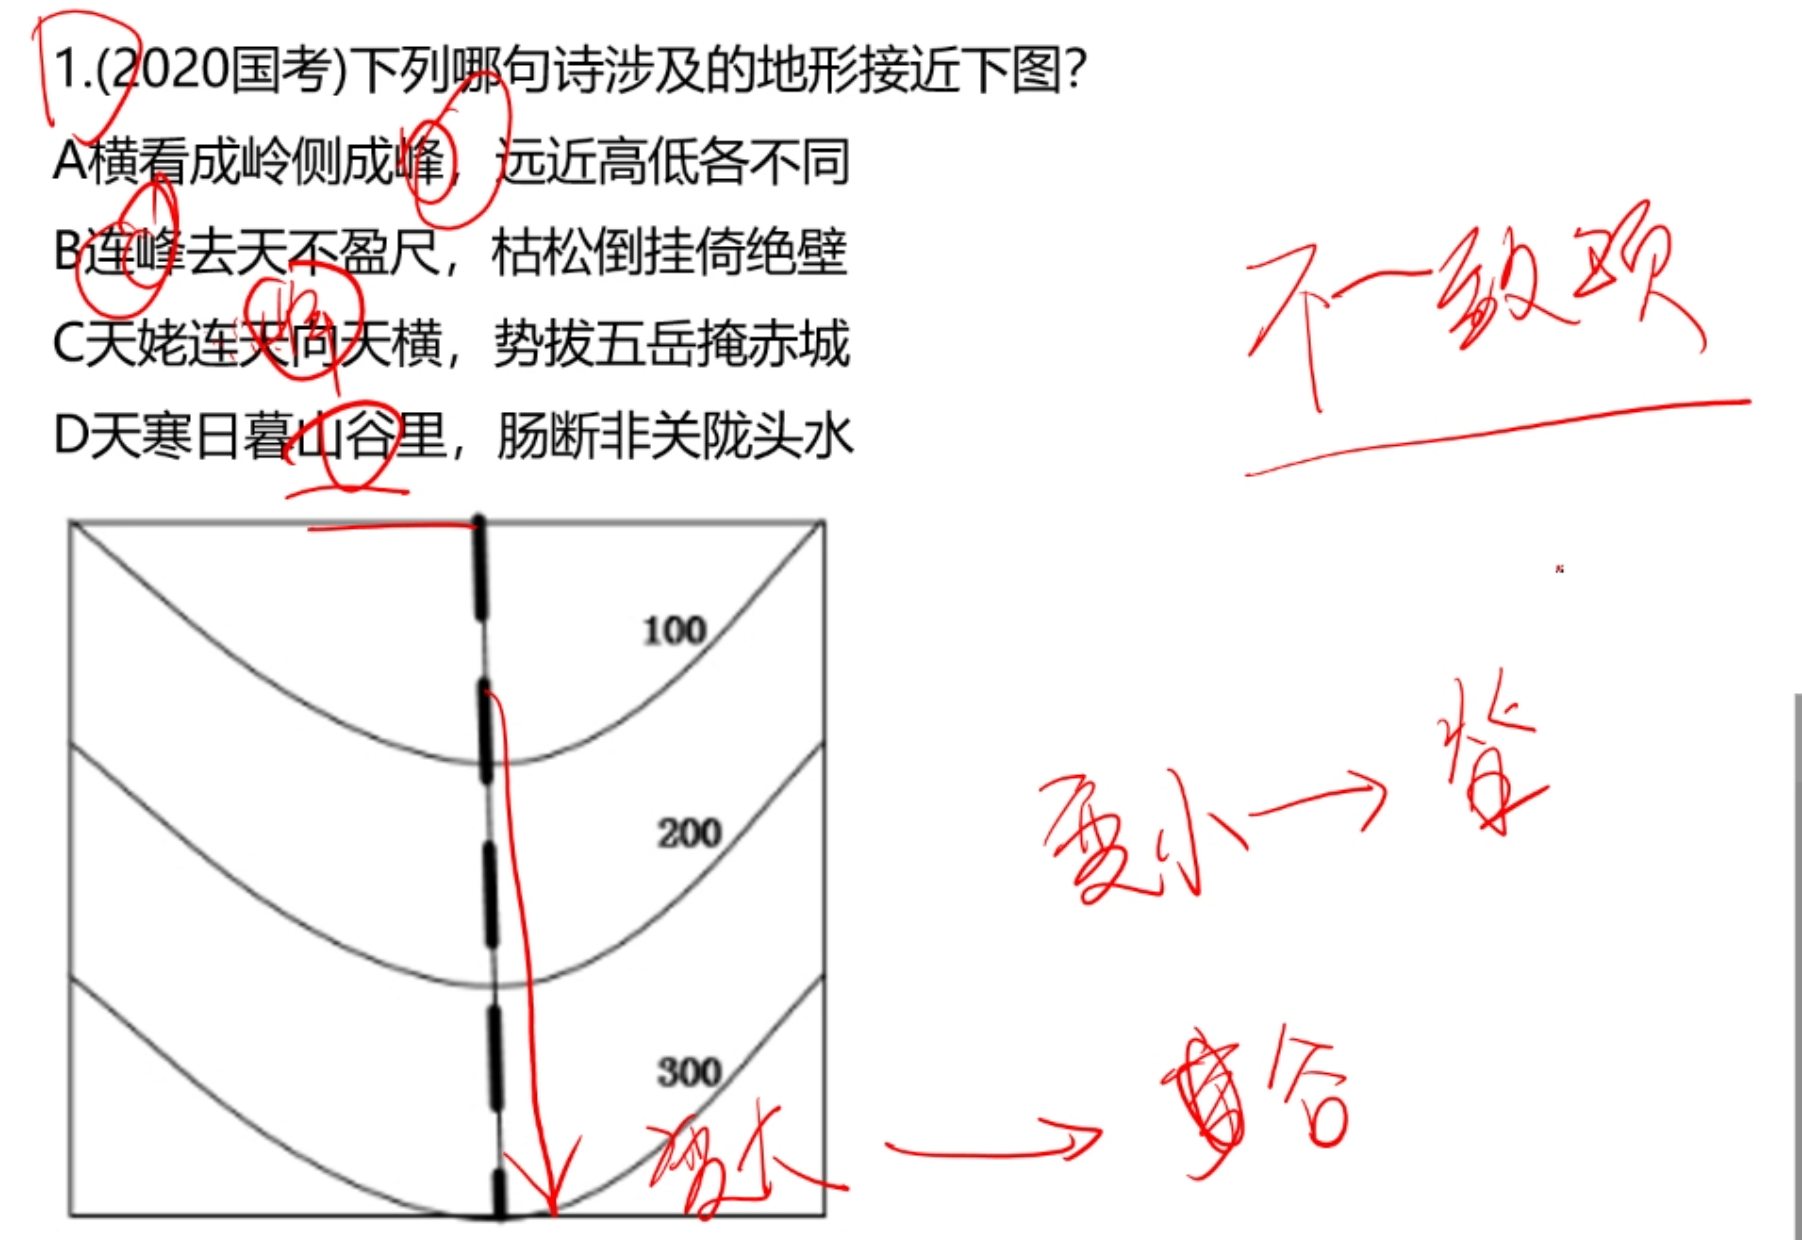 1.(2020国考)下列哪句诗涉及的地形接近下图?
A横看成岭侧成峰，远近高低各不同
B连峰去天不盈尺，枯松倒挂倚绝壁
C天姥连天向天横，势拔五岳掩赤城
D天寒日暮山谷里，肠断非关陇头水
不一致项
100
200
300
变小
变大
谷